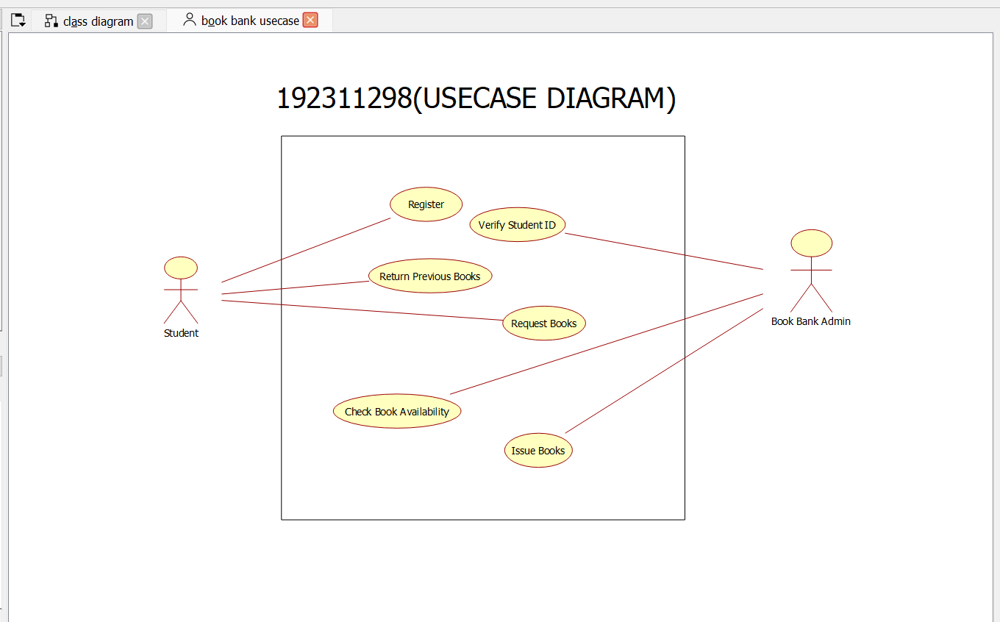 class diagram
book bank usecase
192311298(USECASE DIAGRAM)
Register
Verify Student ID
Return Previous Books
Request Books
Student
Book Bank Admin
Check Book Availability
Issue Books